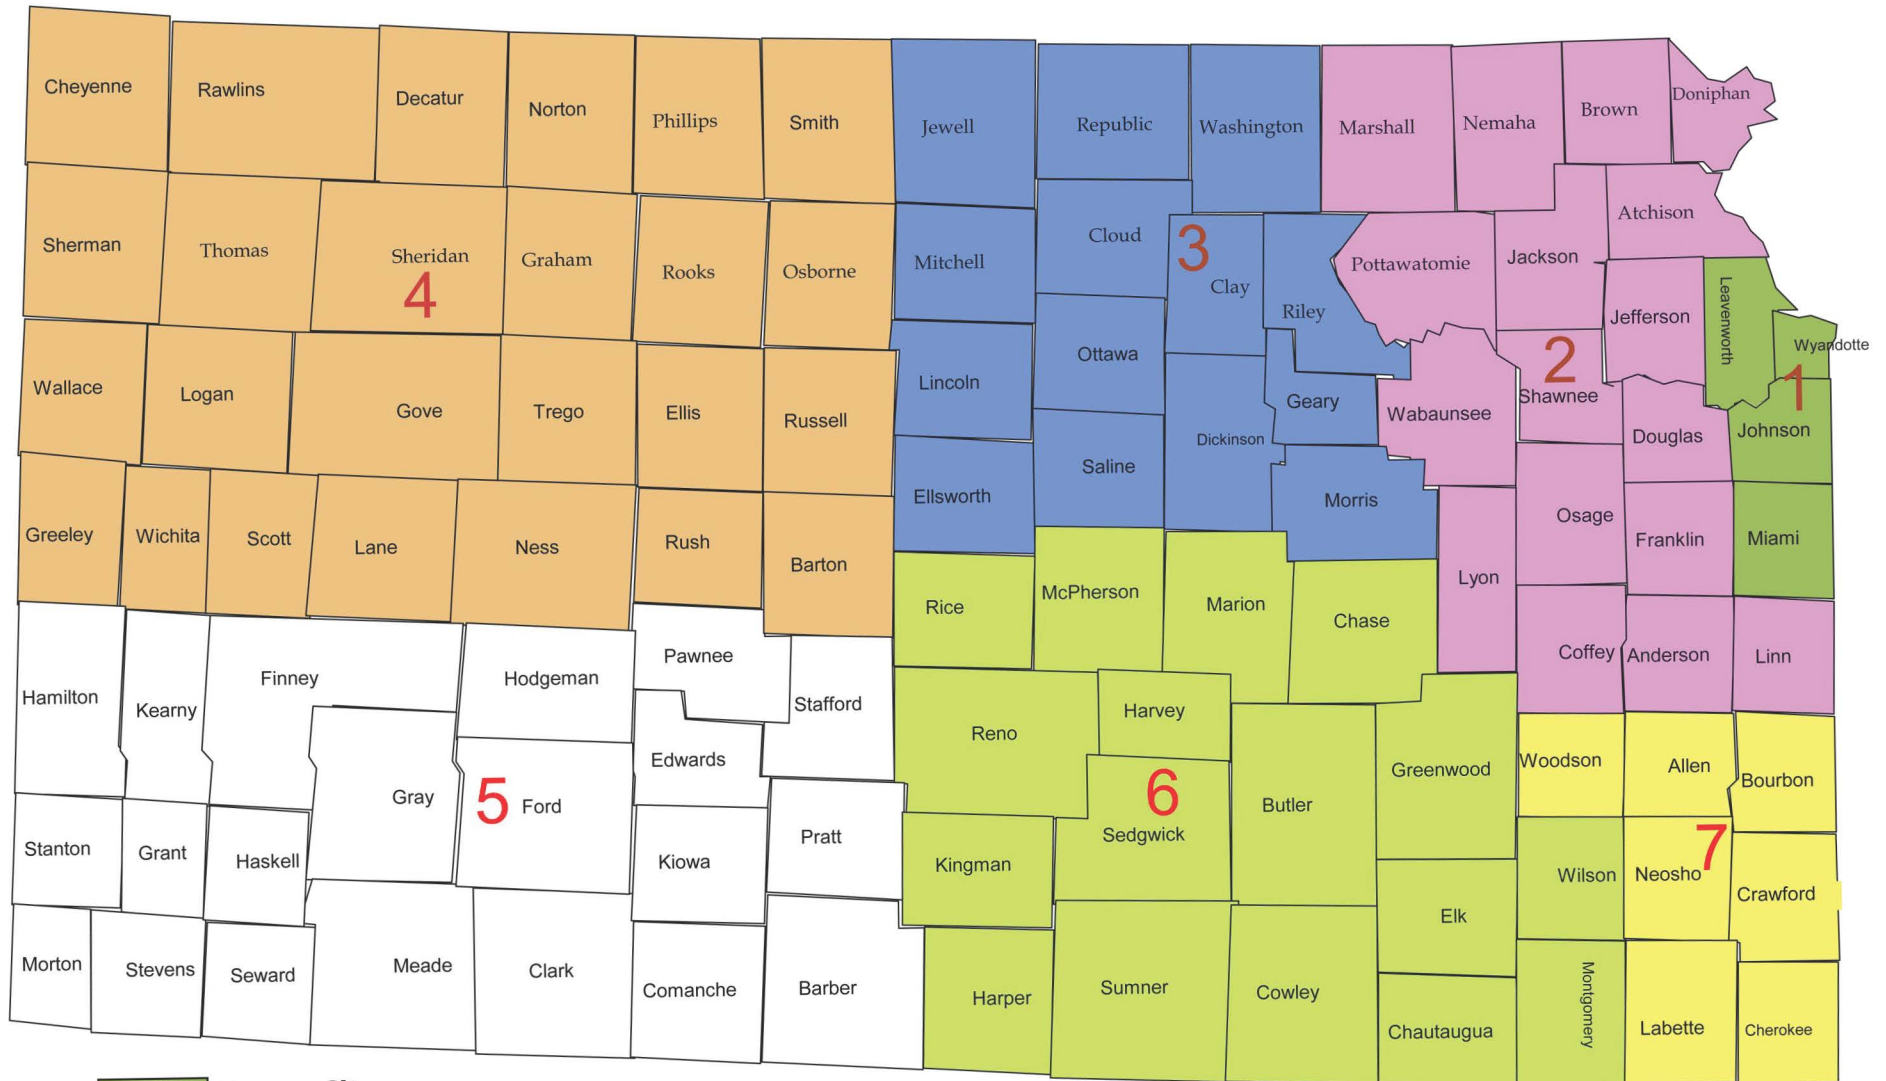 Cheyenne
Rawlins
Decatur
Norton
Phillips
Smith
Jewell
Republic
Washington
Marshall
Nemaha
Brown
Doniphan
Sherman
Thomas
Sheridan
4
Graham
Rooks
Osborne
Mitchell
Cloud
3
Clay
Riley
Pottawatomie
Jackson
Atchison
Jefferson
Leavenworth
Wyandotte
1
Wallace
Logan
Gove
Trego
Ellis
Russell
Lincoln
Ottawa
Dickinson
Geary
Wabaunsee
2
Shawnee
Douglas
Johnson
Greeley
Wichita
Scott
Lane
Ness
Rush
Barton
Ellsworth
Saline
Morris
Lyon
Osage
Franklin
Miami
Hamilton
Kearny
Finney
Hodgeman
Pawnee
Stafford
Rice
McPherson
Marion
Chase
Coffey
Anderson
Linn
Gray
5
Ford
Edwards
Reno
Harvey
6
Sedgwick
Butler
Greenwood
Woodson
Allen
Bourbon
Stanton
Grant
Haskell
Kiowa
Pratt
Kingman
Elk
Wilson
Neosho
7
Crawford
Morton
Stevens
Seward
Meade
Clark
Comanche
Barber
Harper
Sumner
Cowley
Chautaugua
Montgomery
Labette
Cherokee